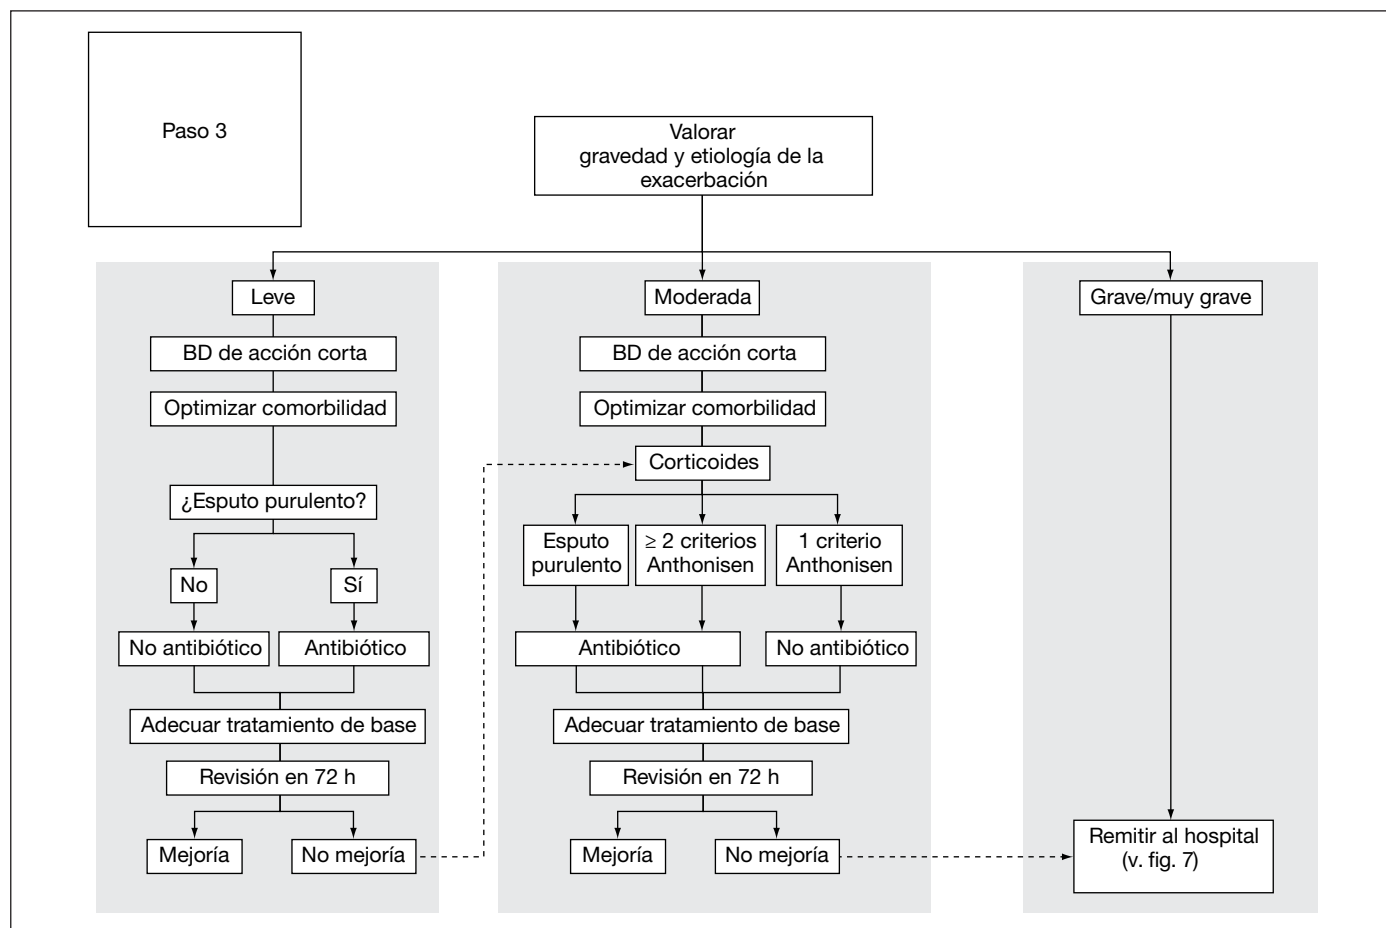 Paso 3
Valorar
gravedad y etiología de la
exacerbación
Leve
BD de acción corta
Optimizar comorbilidad
¿Esputo purulento?
No
Sí
No antibiótico
Antibiótico
Adecuar tratamiento de base
Revisión en 72 h
Mejoría
No mejoría
Moderada
BD de acción corta
Optimizar comorbilidad
Corticoides
Esputo
purulento
≥ 2 criterios
Anthonisen
1 criterio
Anthonisen
Antibiótico
No antibiótico
Adecuar tratamiento de base
Revisión en 72 h
Mejoría
No mejoría
Grave/muy grave
Remitir al hospital
(v. fig. 7)